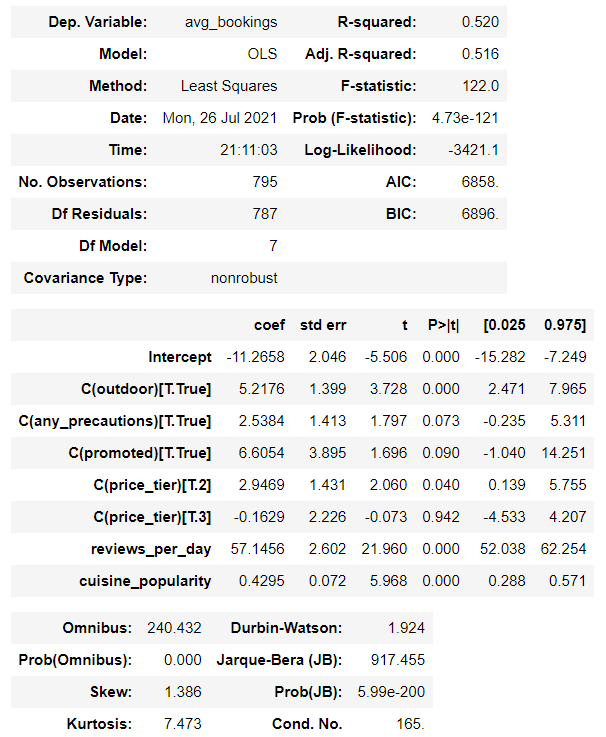 Dep. Variable: avg_bookings R-squared: 0.520
Model: OLS Adj. R-squared: 0.516
Method: Least Squares F-statistic: 122.0
Date: Mon, 26 Jul 2021 Prob (F-statistic): 4.73e-121
Time: 21:11:03 Log-Likelihood: -3421.1
No. Observations: 795 AIC: 6858.
Df Residuals: 787 BIC: 6896.
Df Model: 7
Covariance Type: nonrobust
coef std err t P>|t| [0.025 0.975]
Intercept -11.2658 2.046 -5.506 0.000 -15.282 -7.249
C(outdoor)[T.True] 5.2176 1.399 3.728 0.000 2.471 7.965
C(any_precautions)[T.True] 2.5384 1.413 1.797 0.073 -0.235 5.311
C(promoted)[T.True] 6.6054 3.895 1.696 0.090 -1.040 14.251
C(price_tier)[T.2] 2.9469 1.431 2.060 0.040 0.139 5.755
C(price_tier)[T.3] -0.1629 2.226 -0.073 0.942 -4.533 4.207
reviews_per_day 57.1456 2.602 21.960 0.000 52.038 62.254
cuisine_popularity 0.4295 0.072 5.968 0.000 0.288 0.571
Omnibus: 240.432 Durbin-Watson: 1.924
Prob(Omnibus): 0.000 Jarque-Bera (JB): 917.455
Skew: 1.386 Prob(JB): 5.99e-200
Kurtosis: 7.473 Cond. No. 165.